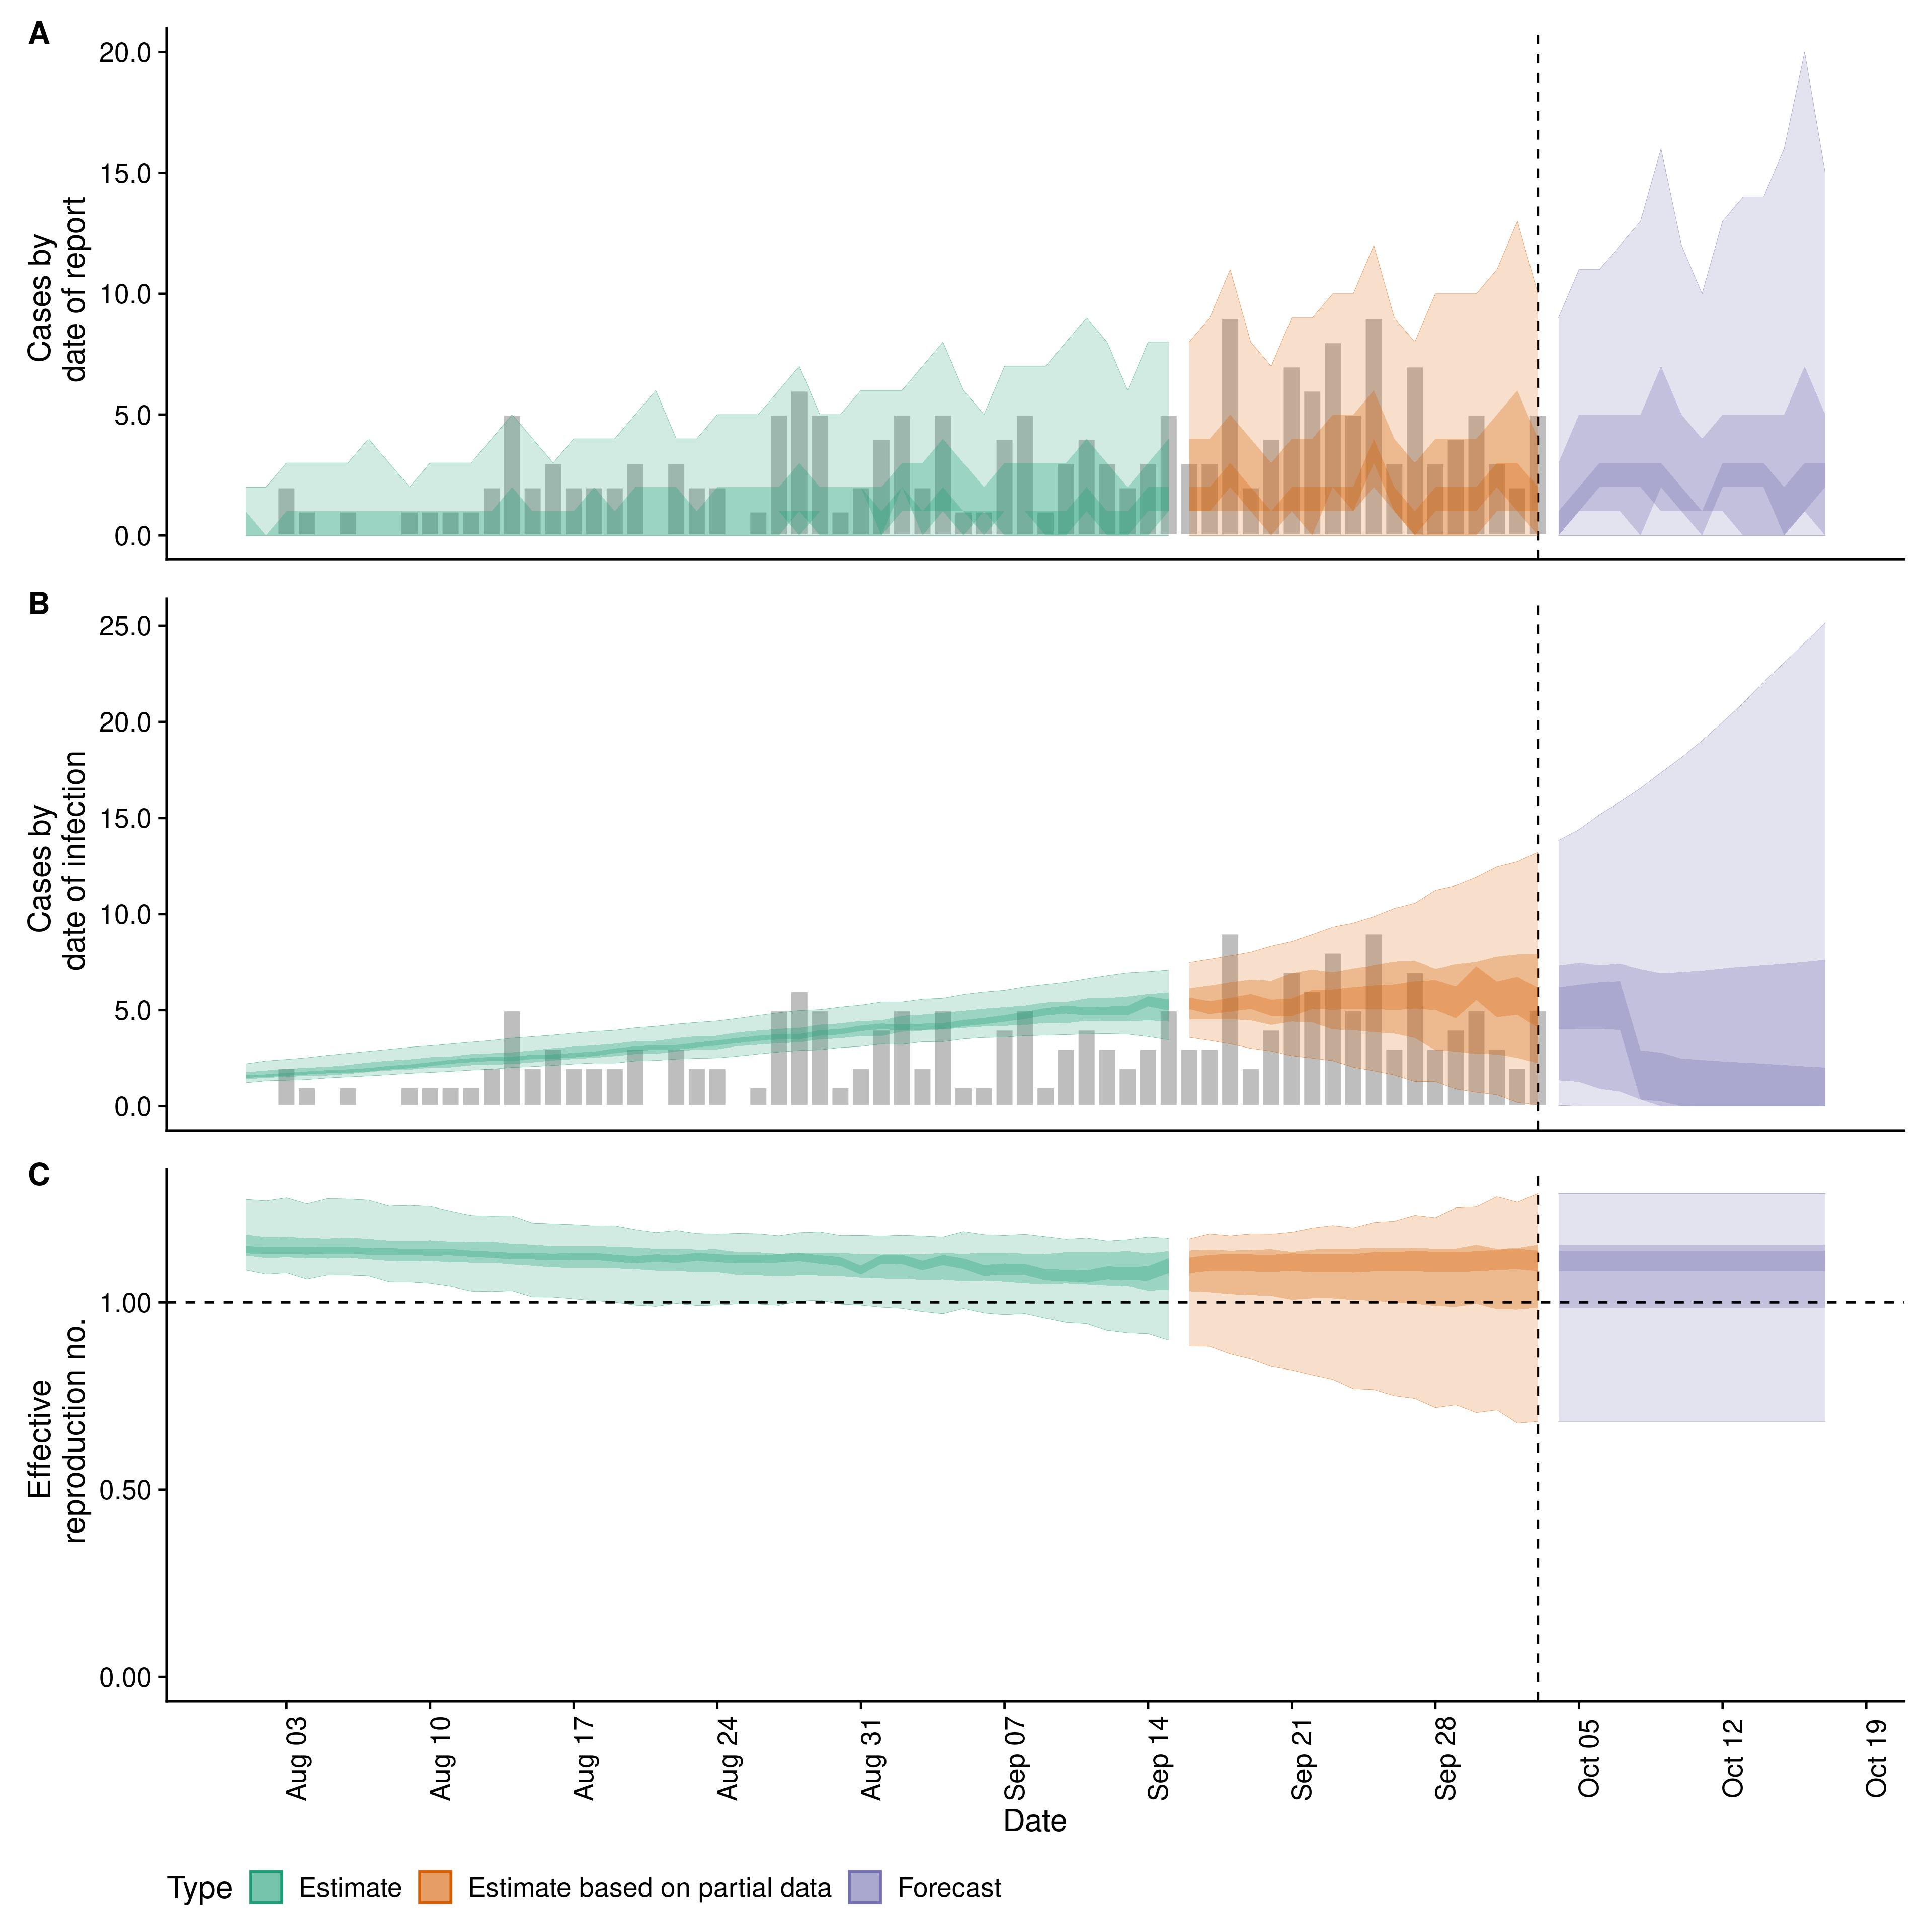 A
20.0
15.0
10.0
5.0
0.0
Cases by
date of report
B
25.0
20.0
15.0
10.0
5.0
0.0
Cases by
date of infection
C
1.00
0.50
0.00
Effective
reproduction no.
Aug 03
Aug 10
Aug 17
Aug 24
Aug 31
Sep 07
Sep 14
Sep 21
Sep 28
Oct 05
Oct 12
Oct 19
Date
Type Estimate Estimate based on partial data Forecast